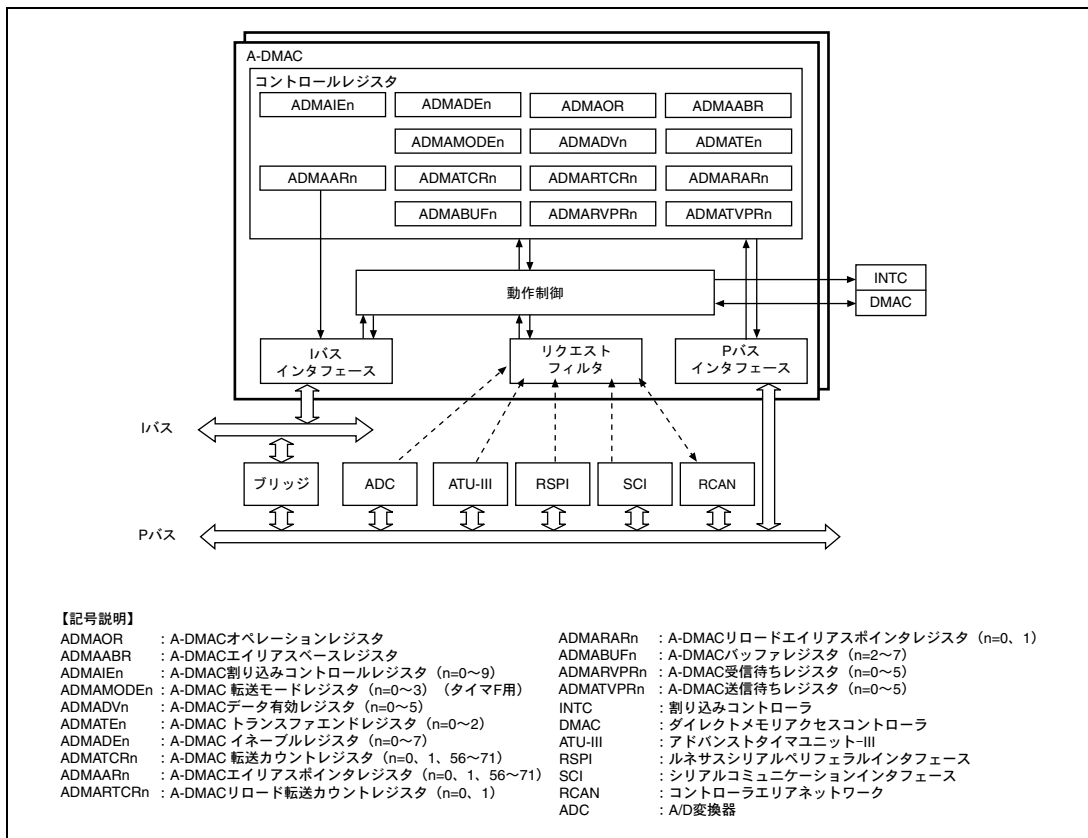 A-DMAC
コントロールレジスタ
ADMAIEn
ADMADEn
ADMAOR
ADMAABR
ADMAMODEn
ADMADVn
ADMATEn
ADMAARn
ADMATCRn
ADMARTCRn
ADMARARn
ADMABUFn
ADMARVPRn
ADMATVPRn
動作制御
INTC
DMAC
Iバス
インタフェース
リクエスト
フィルタ
Pバス
インタフェース
Iバス
ブリッジ
ADC
ATU-III
RSPI
SCI
RCAN
Pバス
【記号説明】
ADMAOR : A-DMACオペレーションレジスタ
ADMAABR : A-DMACエイリアスベースレジスタ
ADMAIEn : A-DMAC割り込みコントロールレジスタ（n=0～9）
ADMAMODEn : A-DMAC 転送モードレジスタ（n=0～3）（タイマF用）
ADMADVn : A-DMACデータ有効レジスタ（n=0～5）
ADMATEn : A-DMAC トランスファエンドレジスタ（n=0～2）
ADMADEn : A-DMAC イネーブルレジスタ（n=0～7）
ADMATCRn : A-DMAC 転送カウントレジスタ（n=0、1、56～71）
ADMAARn : A-DMACエイリアスポインタレジスタ（n=0、1、56～71）
ADMARTCRn : A-DMACリロード転送カウントレジスタ（n=0、1）
ADMARARn : A-DMACリロードエイリアスポインタレジスタ（n=0、1）
ADMABUFn : A-DMACバッファレジスタ（n=2～7）
ADMARVPRn : A-DMAC受信待ちレジスタ（n=0～5）
ADMATVPRn : A-DMAC送信待ちレジスタ（n=0～5）
INTC : 割り込みコントローラ
DMAC : ダイレクトメモリアクセスコントローラ
ATU-III : アドバンストタイマユニット-III
RSPI : ルネサスシリアルペリフェラルインタフェース
SCI : シリアルコミュニケーションインタフェース
RCAN : コントローラエリアネットワーク
ADC : A/D変換器